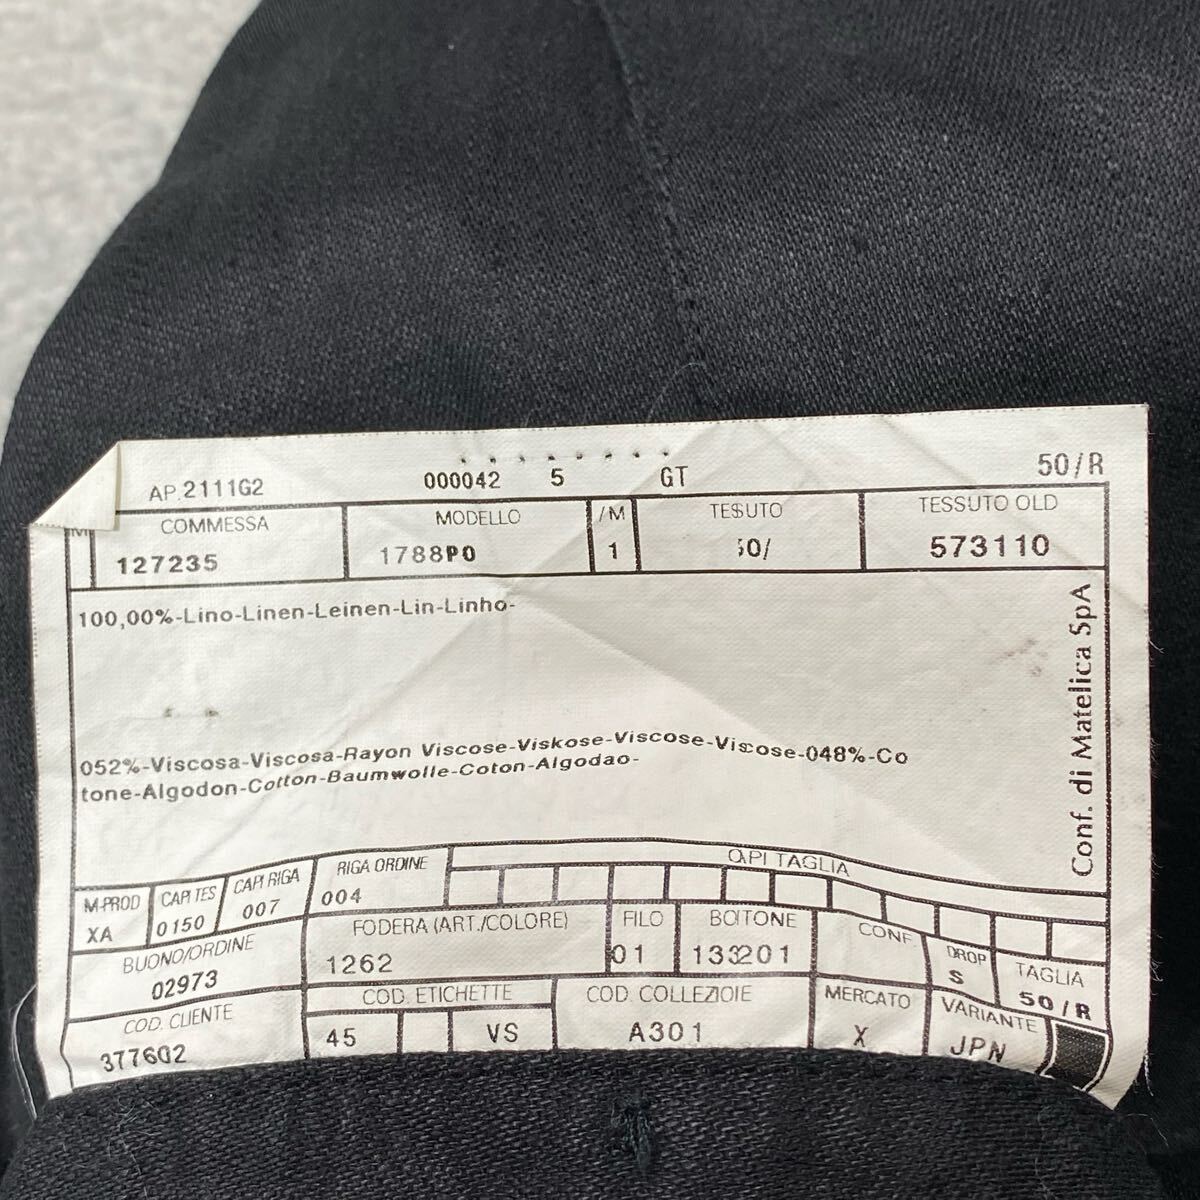 AP.2111G2 000042 5 GT 50/R
M COMMESSA MODELLO /M TESSUTO TESSUTO OLD
127235 1788P0 1 50/ 573110
100,00%-Lino-Linen-Leinen-Lin-Linho-
Conf. di Matelica SpA
052%-Viscosa-Viscosa-Rayon Viscose-Viskose-Viscose-Viscose-048%-Co
tone-Algodon-Cotton-Baumwolle-Coton-Algodao-
M-PROD CAPI TES CAPI RIGA RIGA ORDINE CAPI TAGLIA
XA 0150 007 004
BUONO/ORDINE FODERA (ART./COLORE) FILO BOTTONE CONF DROP TAGLIA
02973 1262 01 133201 S 50/R
COD. CLIENTE COD. ETICHETTE COD. COLLEZIONE MERCATO VARIANTE
377602 45 VS A301 X JPN